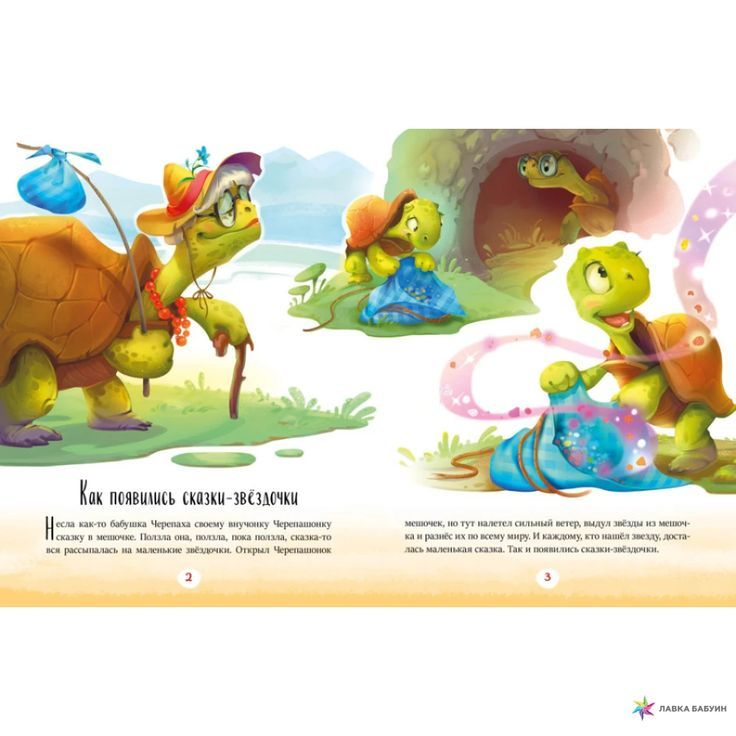 Как появились сказки-звёздочки
Несла как-то бабушка Черепаха своему внучонку Черепашонку
сказку в мешочке. Ползла она, ползла, пока ползла, сказка-то
вся рассыпалась на маленькие звёздочки. Открыл Черепашонок
2
мешочек, но тут налетел сильный ветер, выдул звёзды из мешоч-
ка и разнёс их по всему миру. И каждому, кто нашёл звезду, доста-
лась маленькая сказка. Так и появились сказки-звёздочки.
3
ЛАВКА БАБУИН